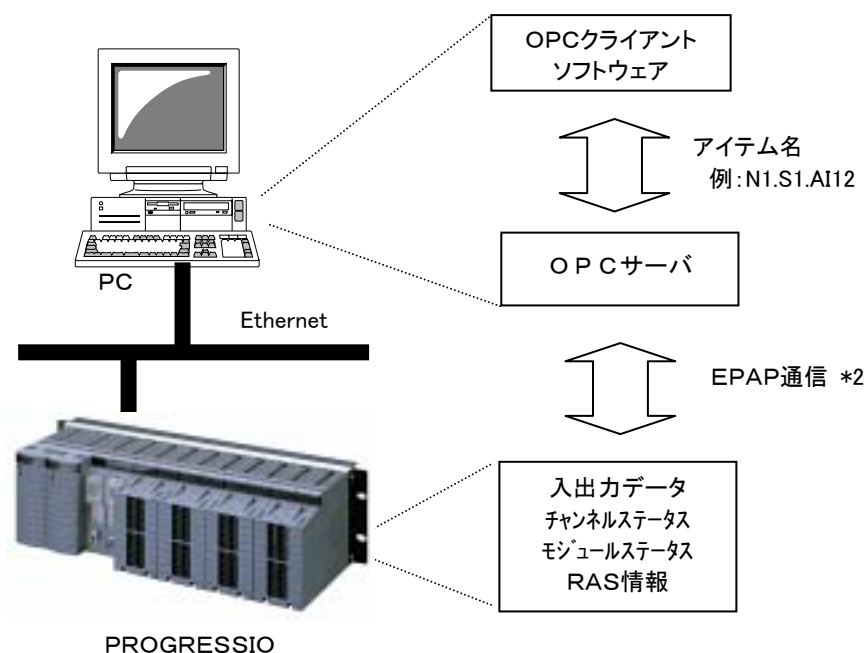 OPCクライアント
ソフトウェア
アイテム名
例:N1.S1.AI12
OPCサーバ
PC
Ethernet
EPAP通信 *2
入出力データ
チャンネルステータス
モジュールステータス
RAS情報
PROGRESSIO